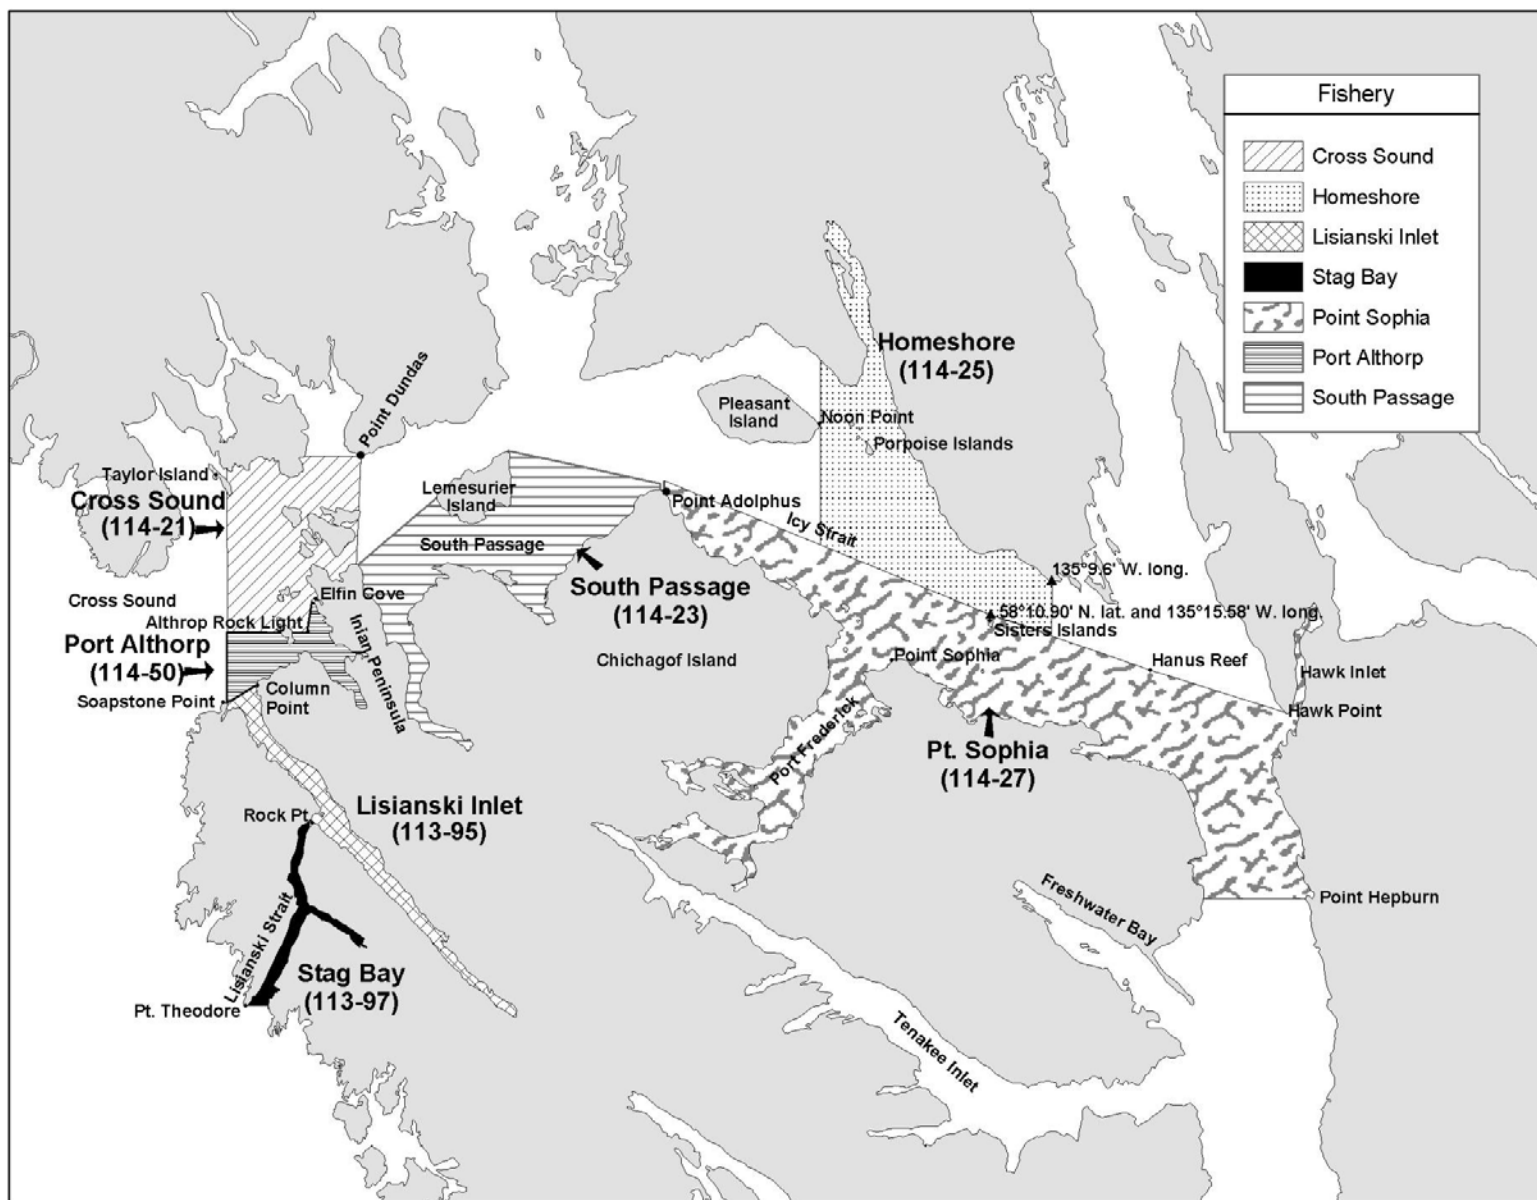 Fishery
Cross Sound
Homeshore
Lisianski Inlet
Stag Bay
Point Sophia
Port Althorp
South Passage
Point Dundas
Homeshore
(114-25)
Pleasant
Island
Noon Point
Porpoise Islands
Taylor Island
Cross Sound
(114-21)
Lemesurier
Island
Point Adolphus
Icy Strait
South Passage
South Passage
(114-23)
135°9.6' W. long.
58°10.90' N. lat. and 135°15.58' W. long.
Sisters Islands
Cross Sound
Elfin Cove
Althrop Rock Light
Port Althorp
(114-50)
Inian Peninsula
Chichagof Island
Point Sophia
Hanus Reef
Hawk Inlet
Hawk Point
Soapstone Point
Column
Point
Port Frederick
Pt. Sophia
(114-27)
Rock Pt.
Lisianski Inlet
(113-95)
Lisianski Strait
Stag Bay
(113-97)
Pt. Theodore
Freshwater Bay
Point Hepburn
Tenakee Inlet